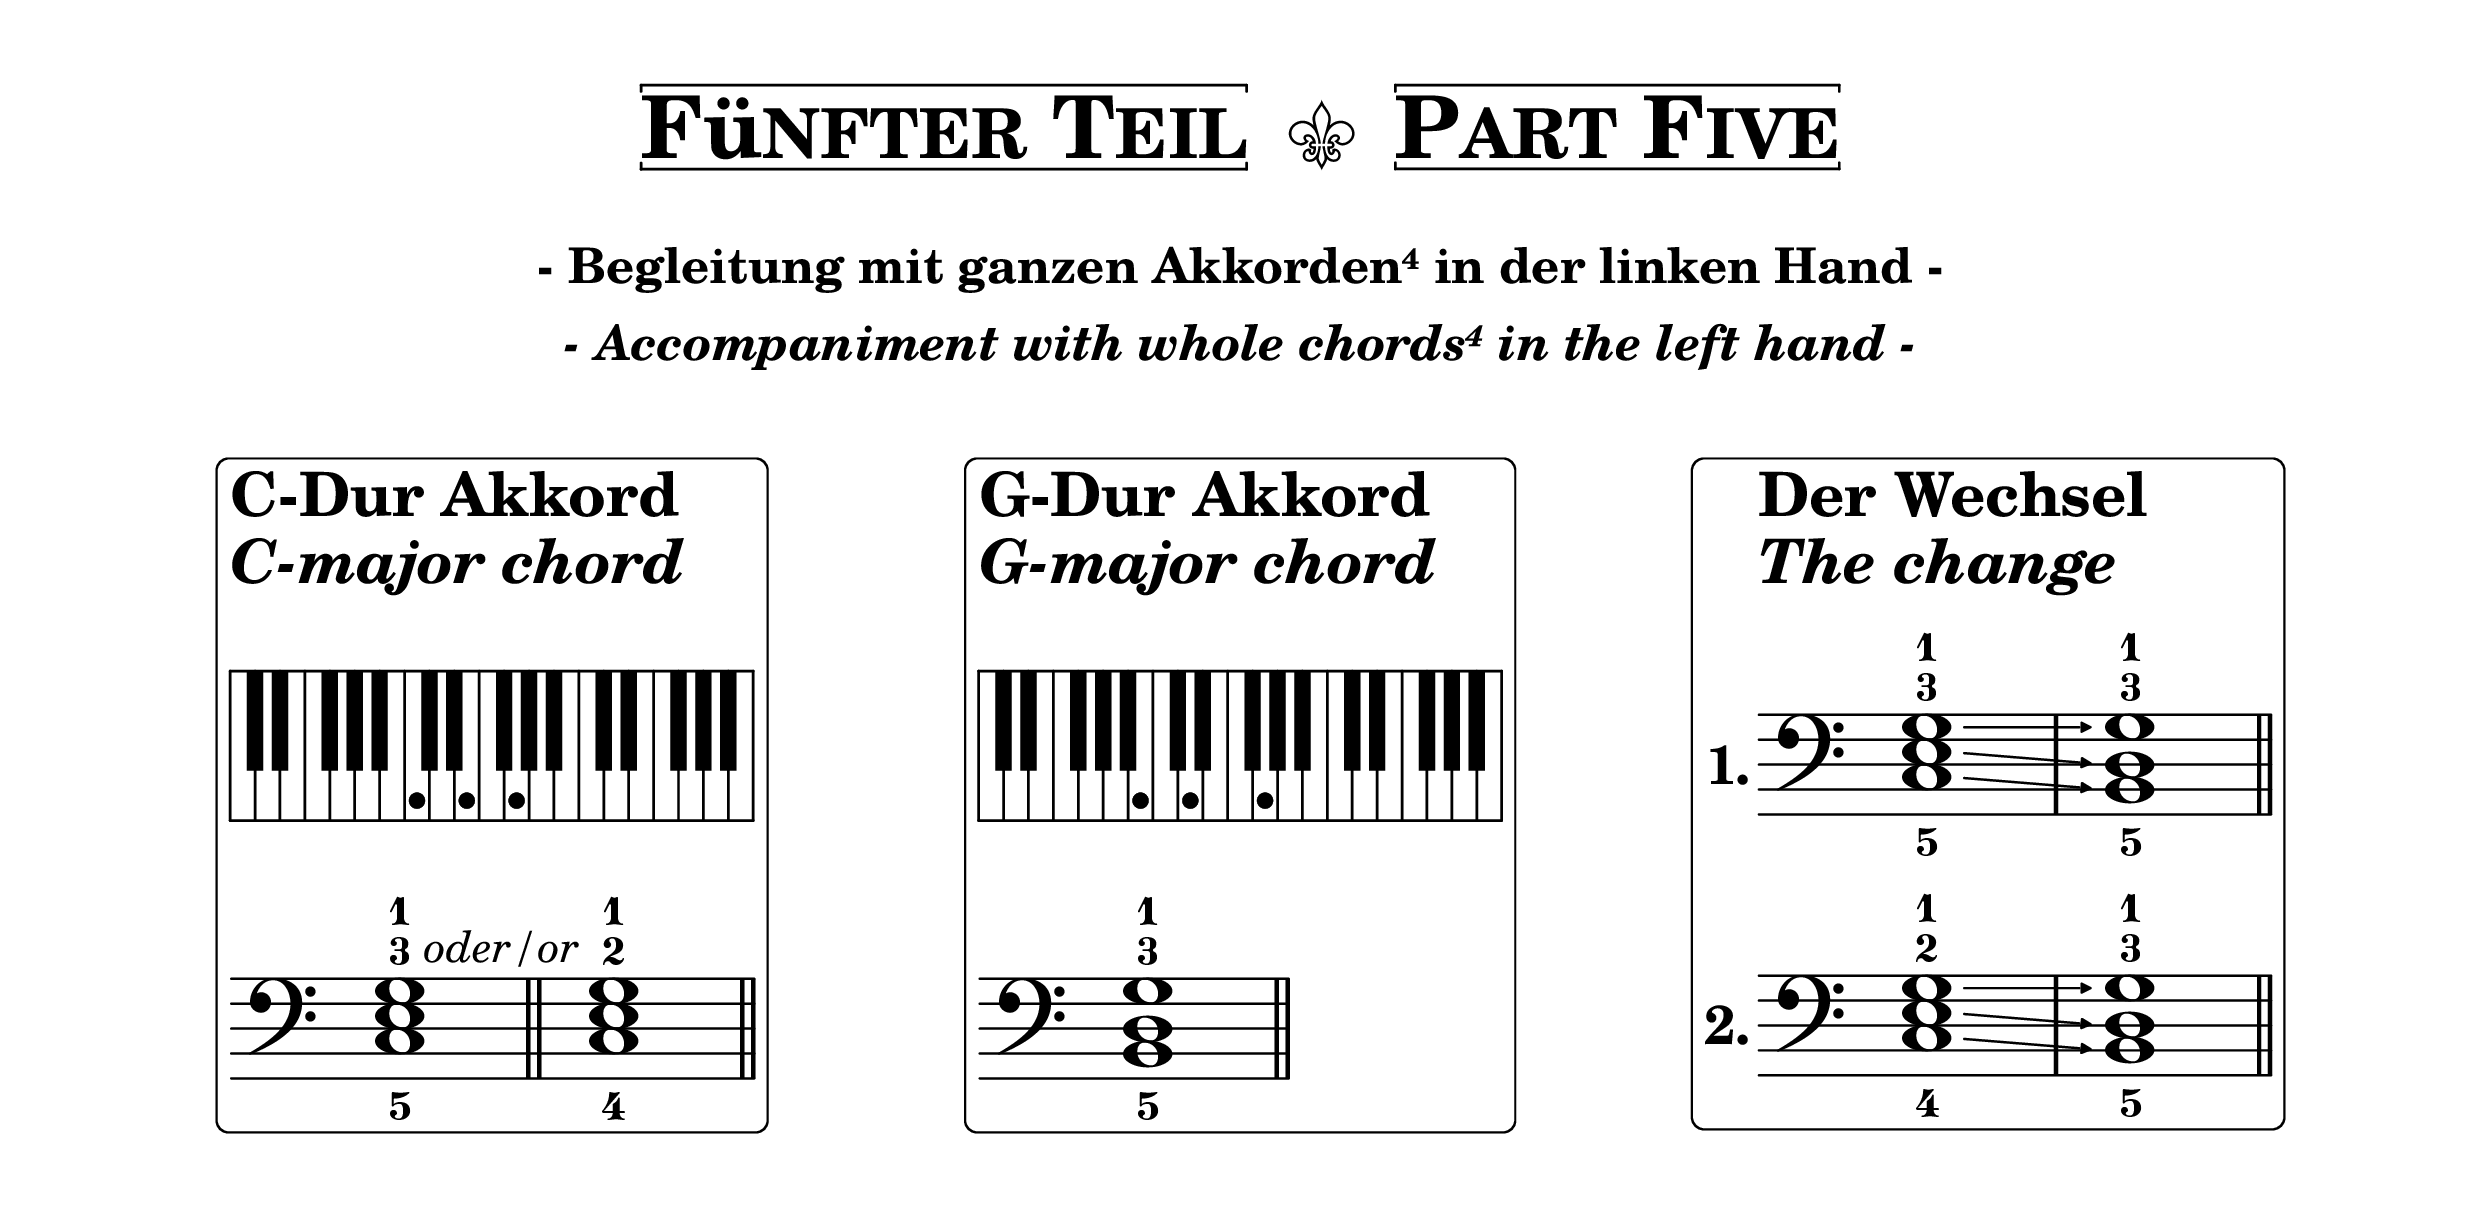 FüNFTER TEIL ⚜ PART FIVE
- Begleitung mit ganzen Akkorden⁴ in der linken Hand -
- Accompaniment with whole chords⁴ in the left hand -
C-Dur Akkord
C-major chord
1 1
3 oder/or 2
5 4
G-Dur Akkord
G-major chord
1
3
5
Der Wechsel
The change
1 1
3 3
1.
5 5
1 1
2 3
2.
4 5